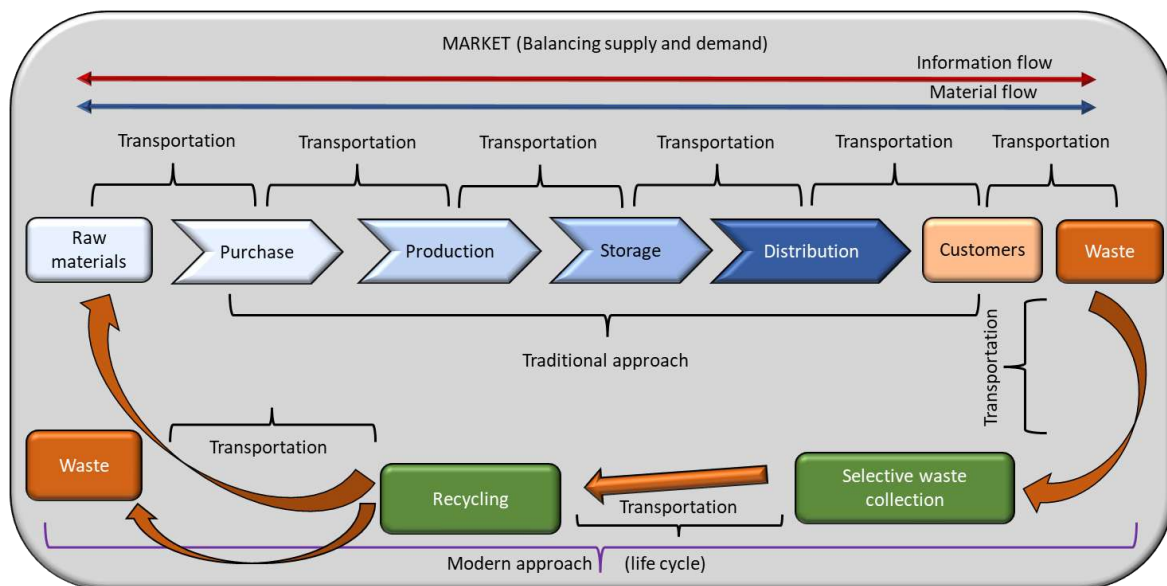 MARKET (Balancing supply and demand)
Information flow
Material flow
Transportation
Transportation
Transportation
Transportation
Transportation
Transportation
Raw
materials
Purchase
Production
Storage
Distribution
Customers
Waste
Traditional approach
Transportation
Transportation
Waste
Recycling
Transportation
Selective waste
collection
Modern approach (life cycle)